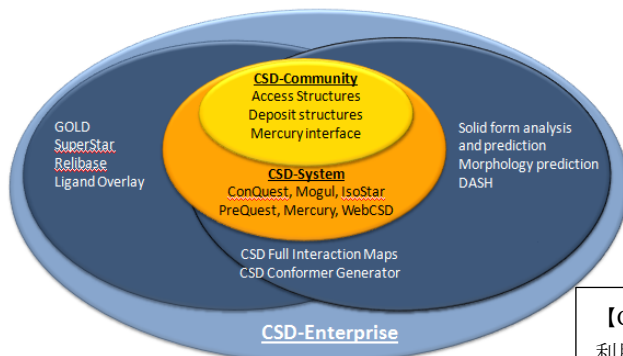 CSD-Community
Access Structures
Deposit structures
Mercury interface
GOLD
SuperStar
Relibase
Ligand Overlay
Solid form analysis
and prediction
Morphology prediction
DASH
CSD-System
ConQuest, Mogul, IsoStar
PreQuest, Mercury, WebCSD
CSD Full Interaction Maps
CSD Conformer Generator
CSD-Enterprise